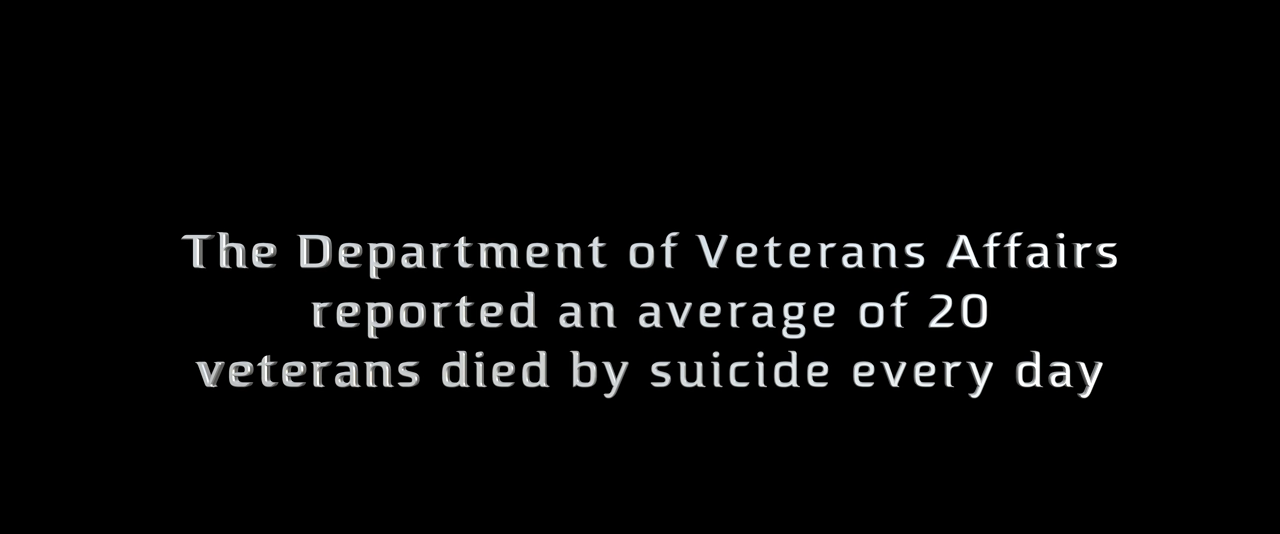 The Department of Veterans Affairs
reported an average of 20
veterans died by suicide every day